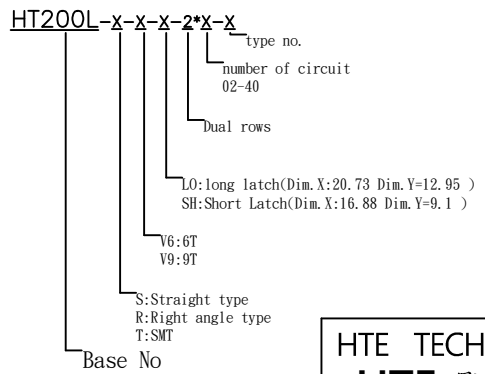 HT200L-X-X-X-2*X-X
type no.
number of circuit
02-40
Dual rows
LO:long latch(Dim.X:20.73 Dim.Y=12.95 )
SH:Short Latch(Dim.X:16.88 Dim.Y=9.1 )
V6:6T
V9:9T
S:Straight type
R:Right angle type
T:SMT
Base No
HTE TECH